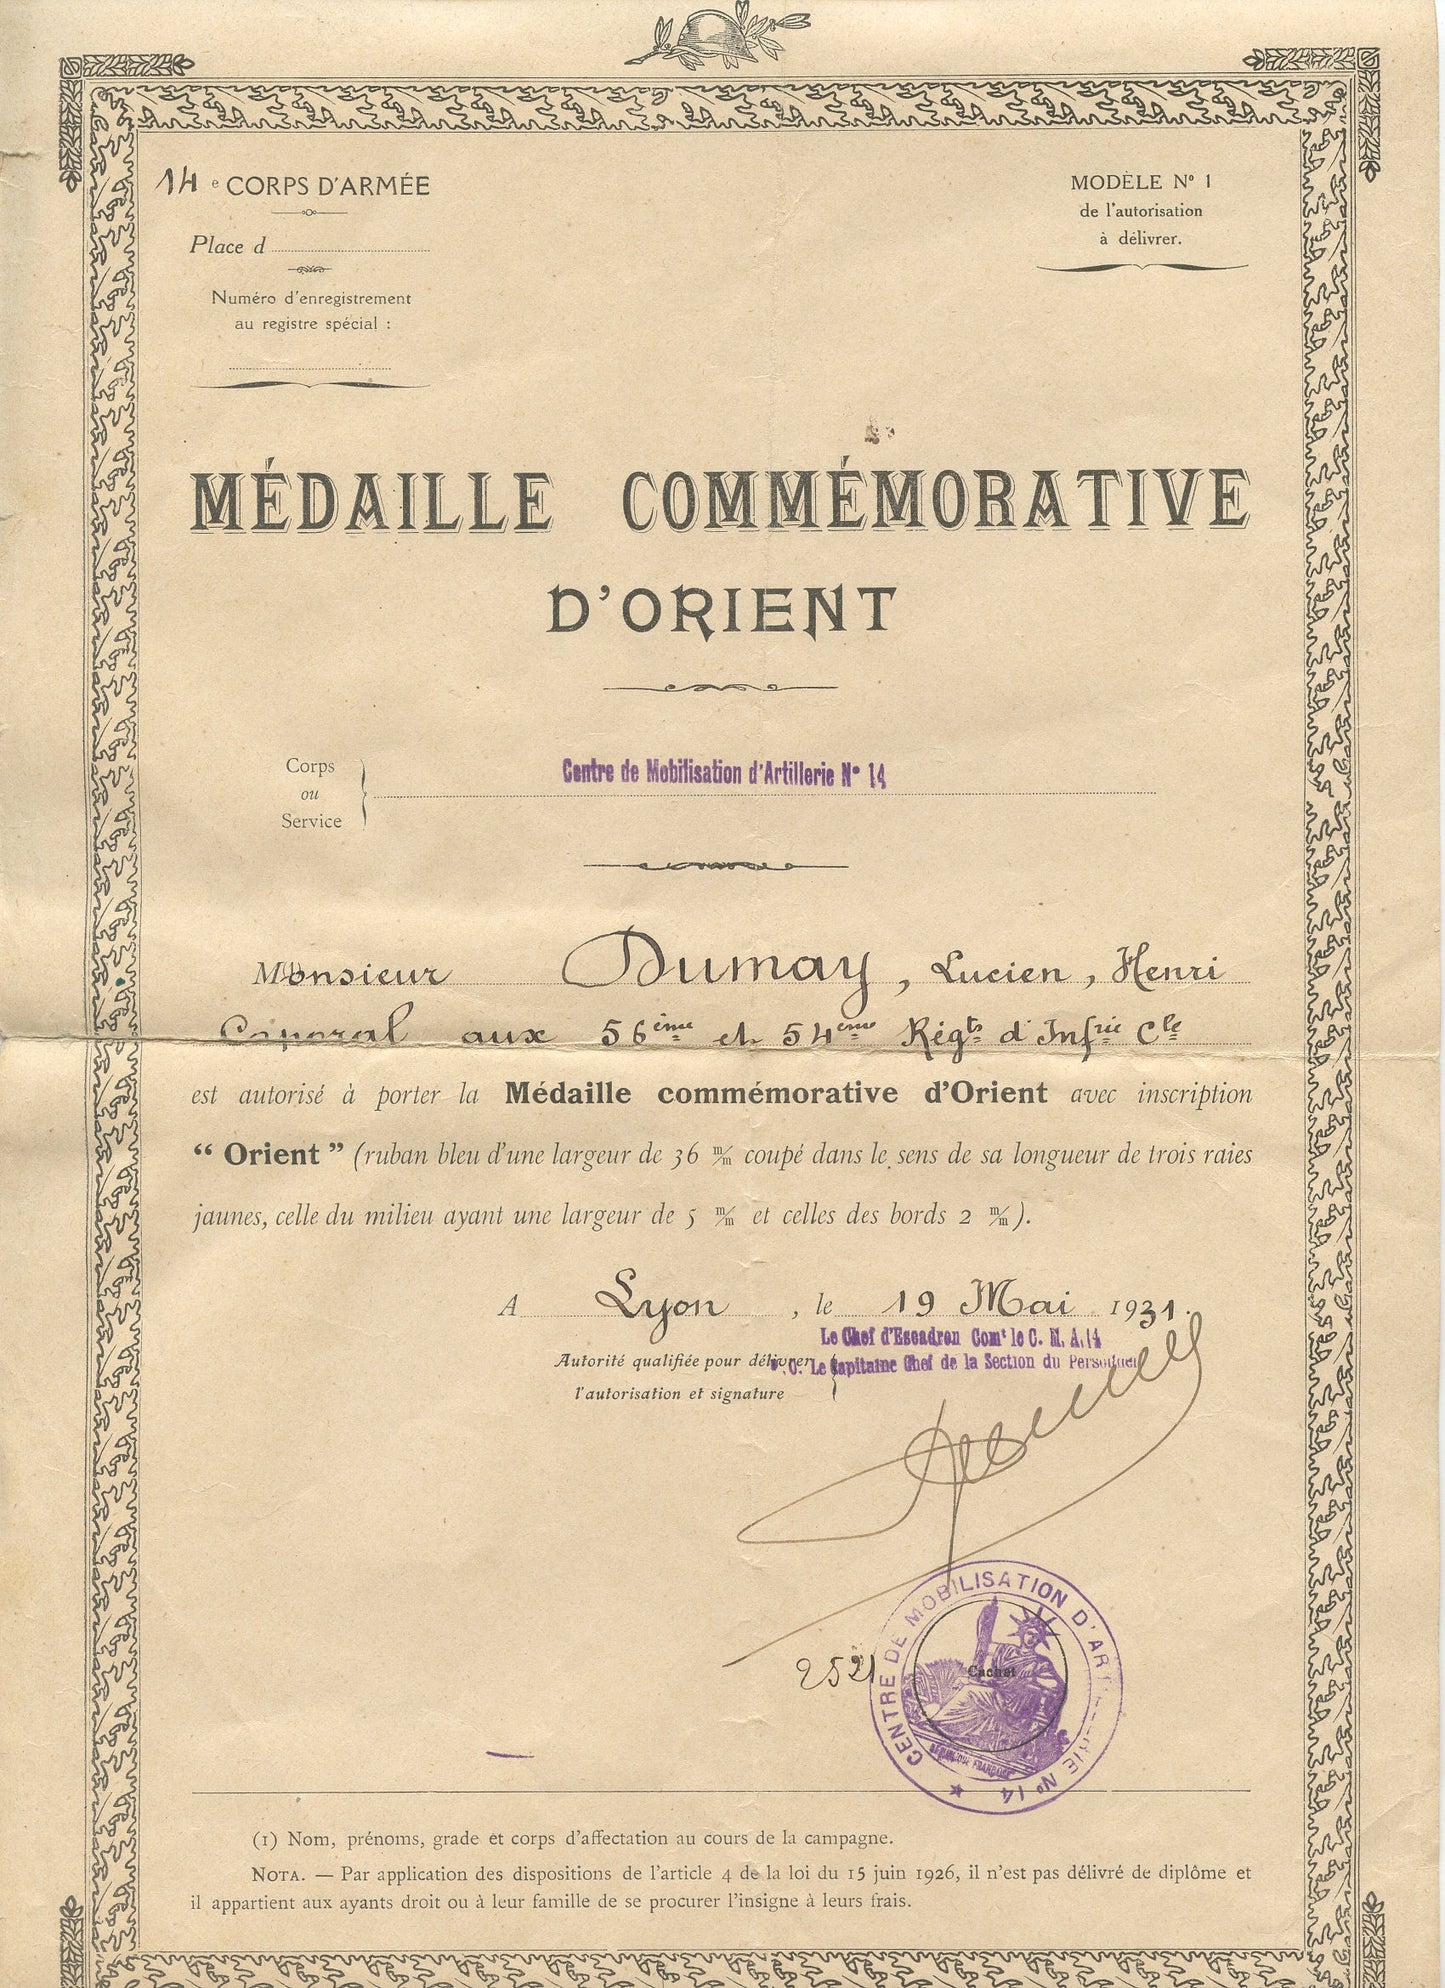 14 e CORPS D'ARMÉE
MODÈLE Nº 1
de l'autorisation
à délivrer.
Place d
Numéro d'enregistrement
au registre spécial :
MÉDAILLE COMMÉMORATIVE
D'ORIENT
Corps
ou
Service
Centre de Mobilisation d'Artillerie Nº 14
Monsieur Dumay, Lucien, Henri
Caporal aux 56ème et 54ème Régts d'Infrie Cle
est autorisé à porter la Médaille commémorative d'Orient avec inscription
“ Orient ” (ruban bleu d'une largeur de 36 m/m coupé dans le sens de sa longueur de trois raies
jaunes, celle du milieu ayant une largeur de 5 m/m et celles des bords 2 m/m).
A Lyon, le 19 Mai 1931.
Le Chef d'Escadron Comt le C. M. A. 14
Autorité qualifiée pour délivrer
l'autorisation et signature
Le Capitaine Chef de la Section du Personnel
2521
CENTRE DE MOBILISATION D'ARTILLERIE Nº 14
Cachet
RÉPUBLIQUE FRANÇAISE
(1) Nom, prénoms, grade et corps d'affectation au cours de la campagne.
NOTA. — Par application des dispositions de l'article 4 de la loi du 15 juin 1926, il n'est pas délivré de diplôme et
il appartient aux ayants droit ou à leur famille de se procurer l'insigne à leurs frais.